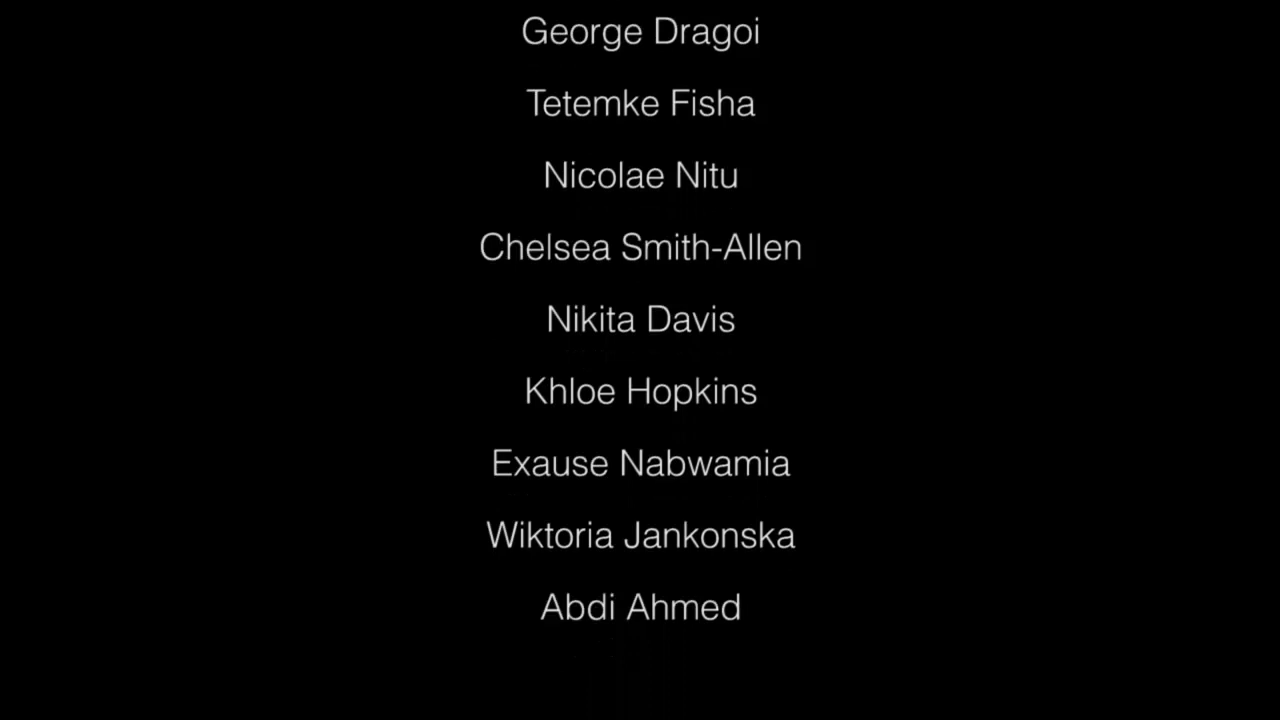 George Dragoi
Tetemke Fisha
Nicolae Nitu
Chelsea Smith-Allen
Nikita Davis
Khloe Hopkins
Exause Nabwamia
Wiktoria Jankonska
Abdi Ahmed